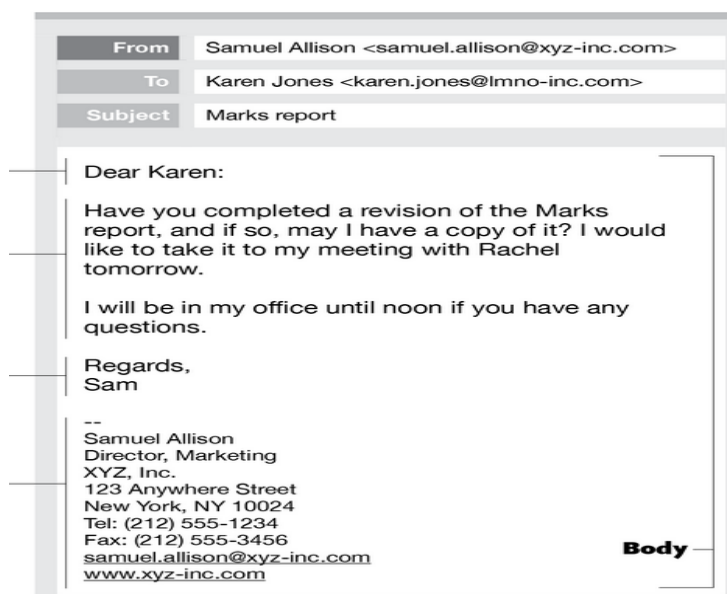 From Samuel Allison <samuel.allison@xyz-inc.com>
To Karen Jones <karen.jones@lmno-inc.com>
Subject Marks report
Dear Karen:
Have you completed a revision of the Marks
report, and if so, may I have a copy of it? I would
like to take it to my meeting with Rachel
tomorrow.
I will be in my office until noon if you have any
questions.
Regards,
Sam
--
Samuel Allison
Director, Marketing
XYZ, Inc.
123 Anywhere Street
New York, NY 10024
Tel: (212) 555-1234
Fax: (212) 555-3456
samuel.allison@xyz-inc.com
www.xyz-inc.com
Body